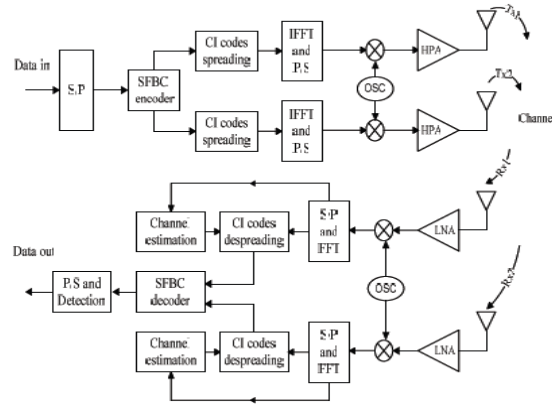 Data in
S/P
SFBC
encoder
CI codes
spreading
IFFT
and
P/S
HPA
Tx1
OSC
CI codes
spreading
IFFT
and
P/S
HPA
Tx2
Channel
Rx1
Channel
estimation
CI codes
despreading
S/P
and
IFFT
LNA
Data out
P/S and
Detection
SFBC
decoder
OSC
Rx2
Channel
estimation
CI codes
despreading
S/P
and
IFFT
LNA